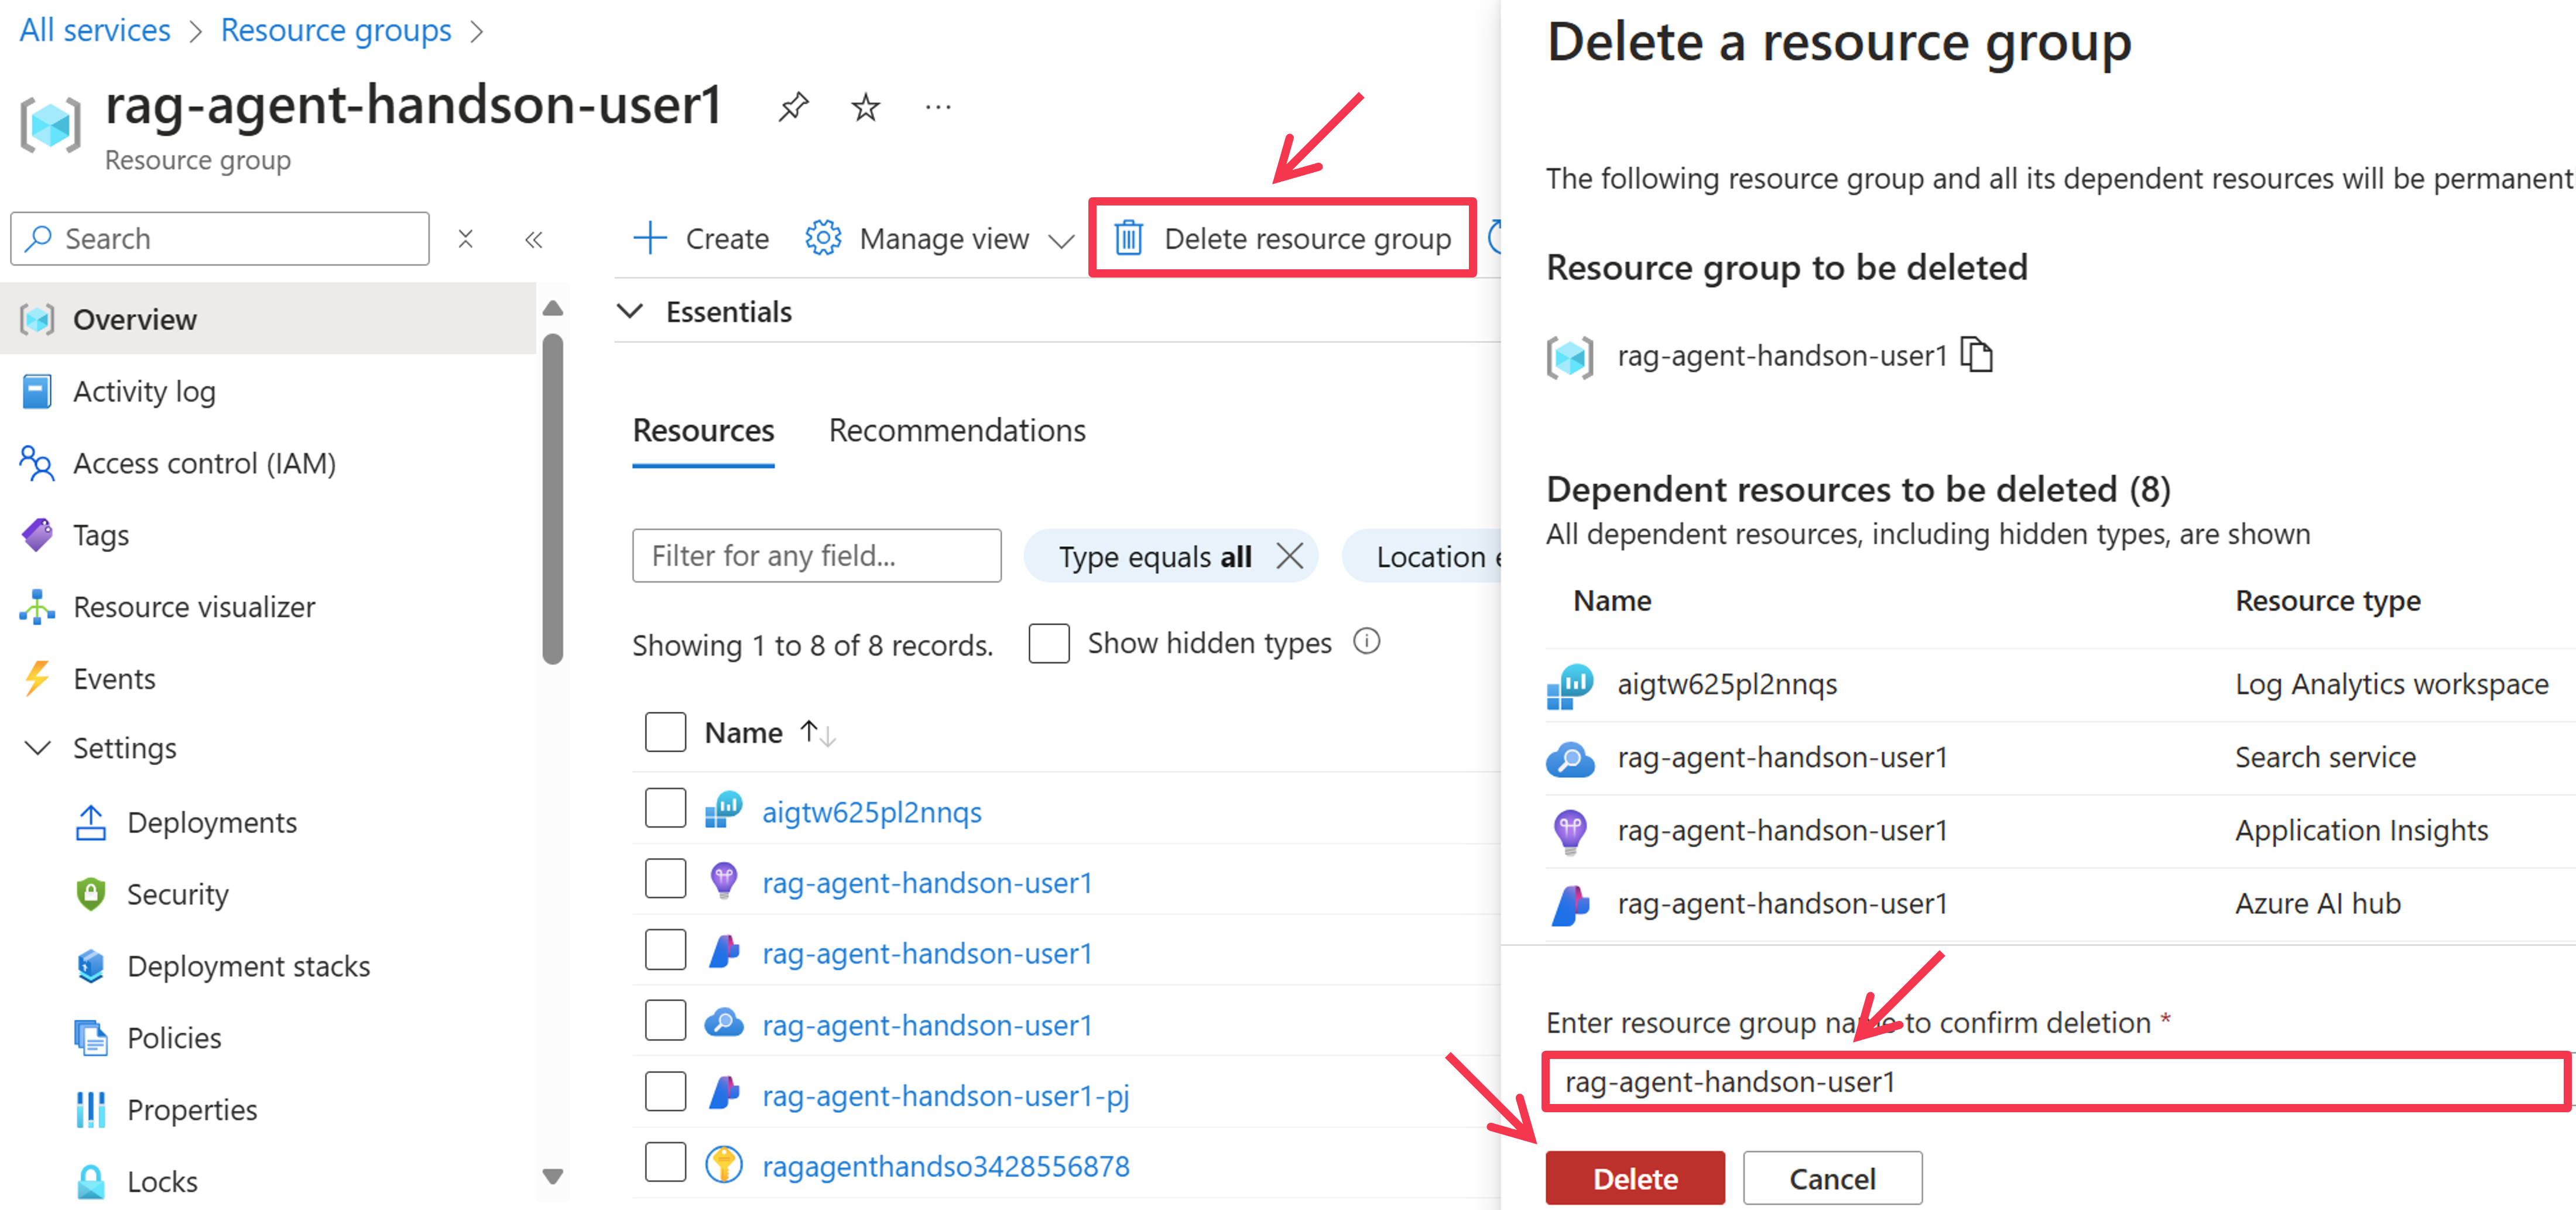 All services > Resource groups >
rag-agent-handson-user1
...
Resource group
Search
Create
Manage view
Delete resource group
Overview
Activity log
Access control (IAM)
Tags
Resource visualizer
Events
Settings
Deployments
Security
Deployment stacks
Policies
Properties
Locks
Essentials
Resources Recommendations
Filter for any field...
Type equals all
Location
Showing 1 to 8 of 8 records.
Show hidden types
Name
aigtw625pl2nnqs
rag-agent-handson-user1
rag-agent-handson-user1
rag-agent-handson-user1
rag-agent-handson-user1-pj
ragagenthandso3428556878
Delete a resource group
The following resource group and all its dependent resources will be permanent
Resource group to be deleted
rag-agent-handson-user1
Dependent resources to be deleted (8)
All dependent resources, including hidden types, are shown
Name Resource type
aigtw625pl2nnqs Log Analytics workspace
rag-agent-handson-user1 Search service
rag-agent-handson-user1 Application Insights
rag-agent-handson-user1 Azure AI hub
Enter resource group name to confirm deletion *
rag-agent-handson-user1
Delete Cancel